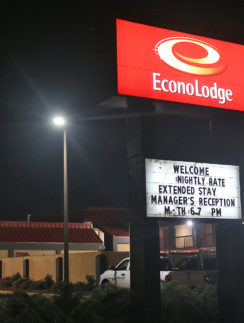 EconoLodge
WELCOME
NIGHTLY RATE
EXTENDED STAY
MANAGER'S RECEPTION
M-TH 6-7 PM